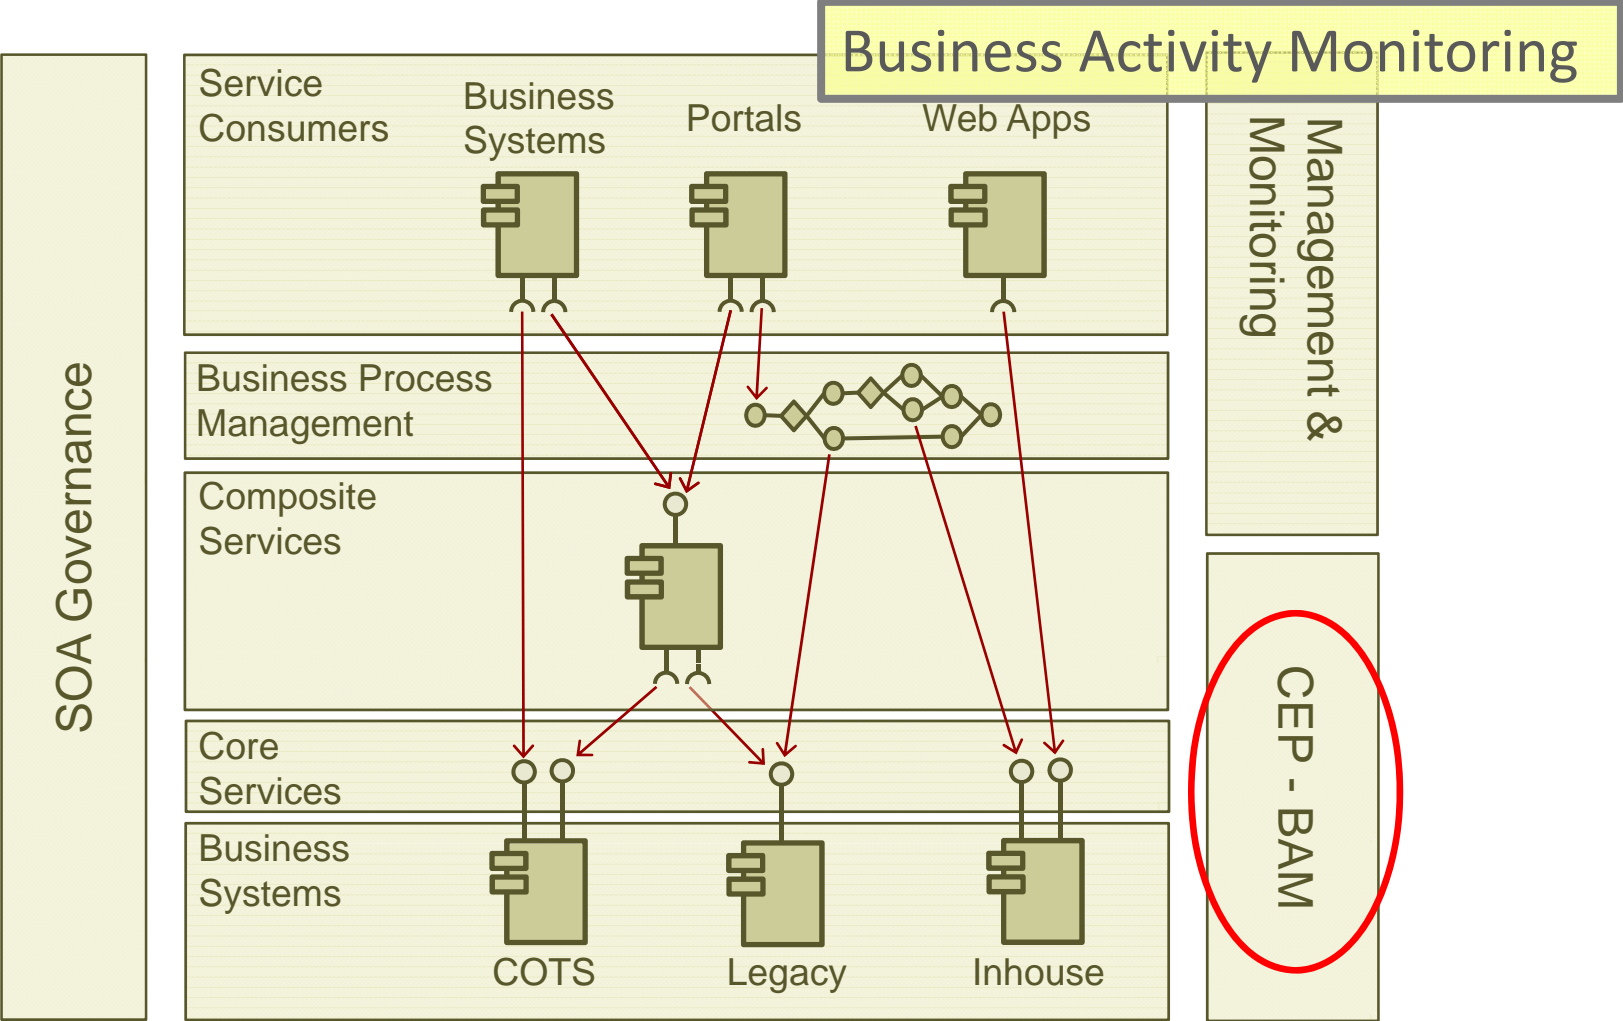 Business Activity Monitoring
SOA Governance
Service
Consumers
Business
Systems
Portals
Web Apps
Management &
Monitoring
Business Process
Management
Composite
Services
Core
Services
CEP - BAM
Business
Systems
COTS
Legacy
Inhouse